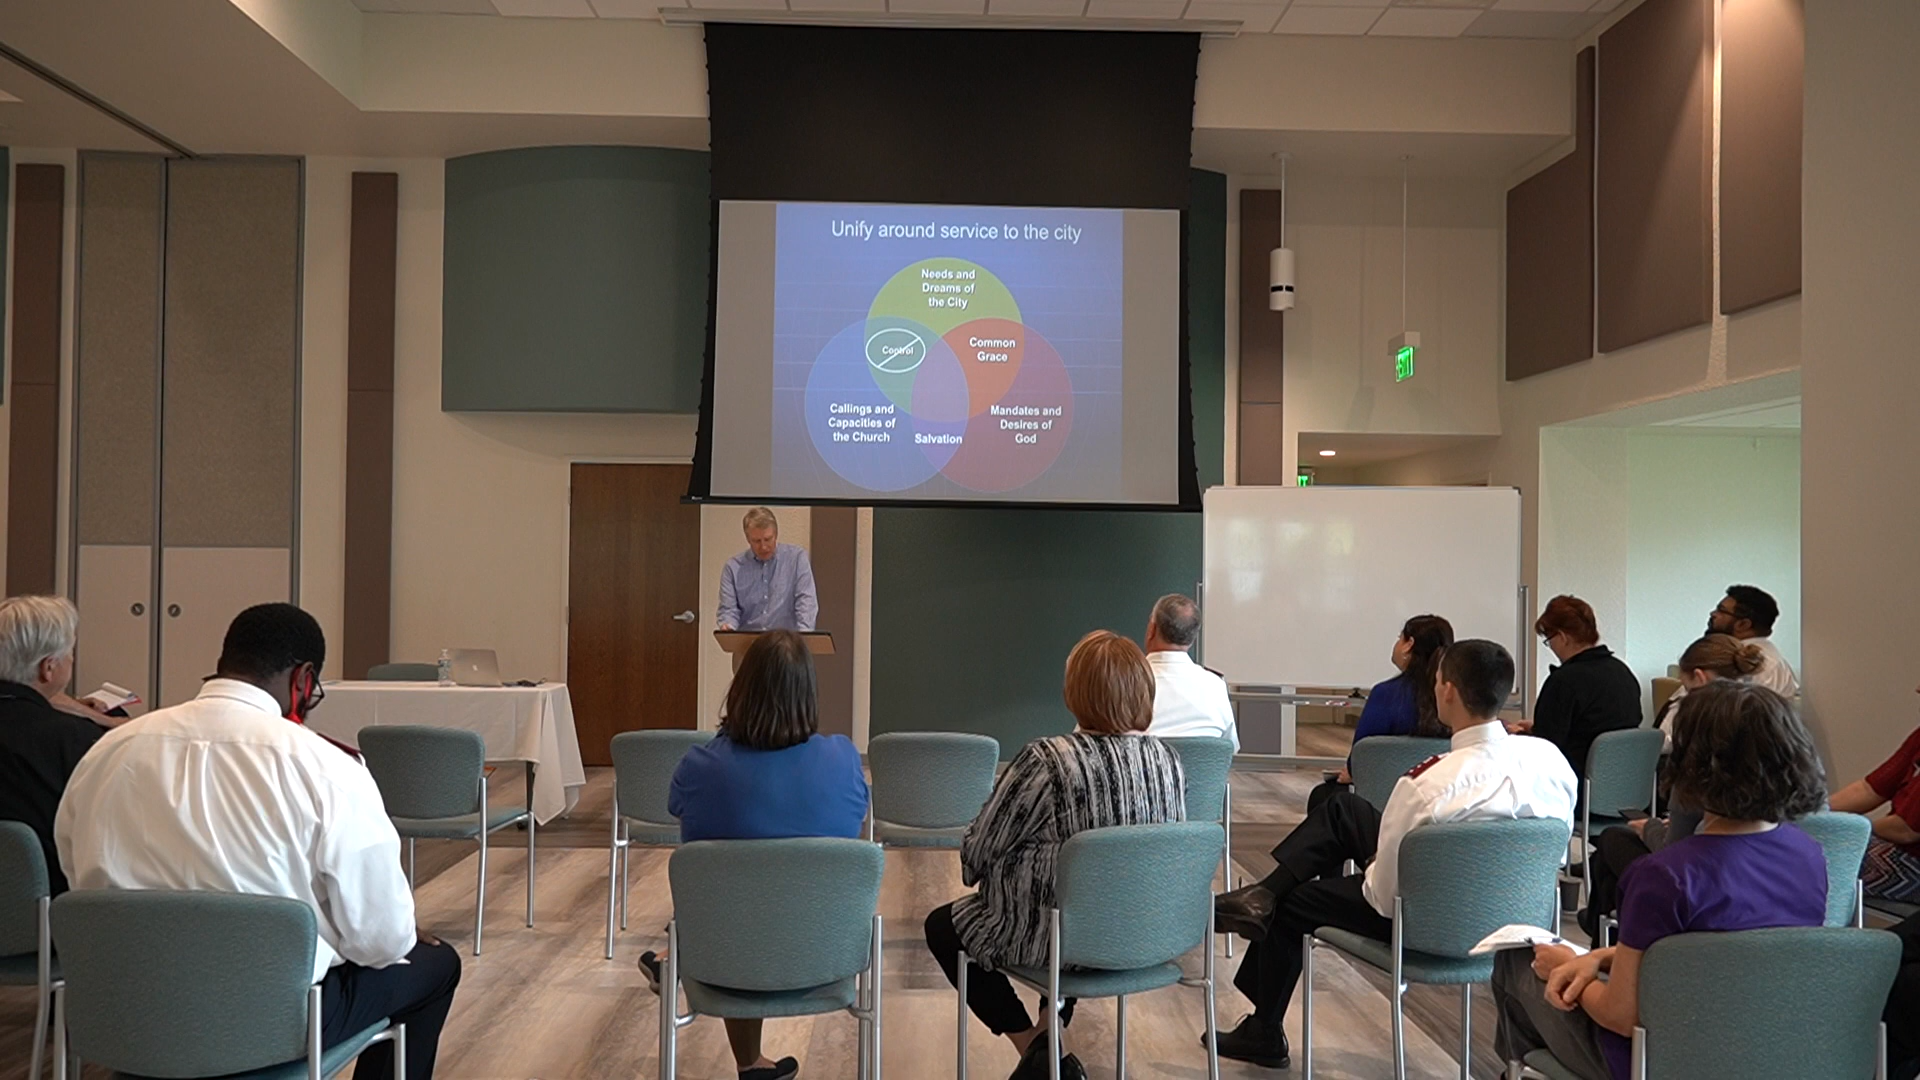 Unify around service to the city
Needs and
Dreams of
the City
Control
Common
Grace
Callings and
Capacities of
the Church
Salvation
Mandates and
Desires of
God
EXIT